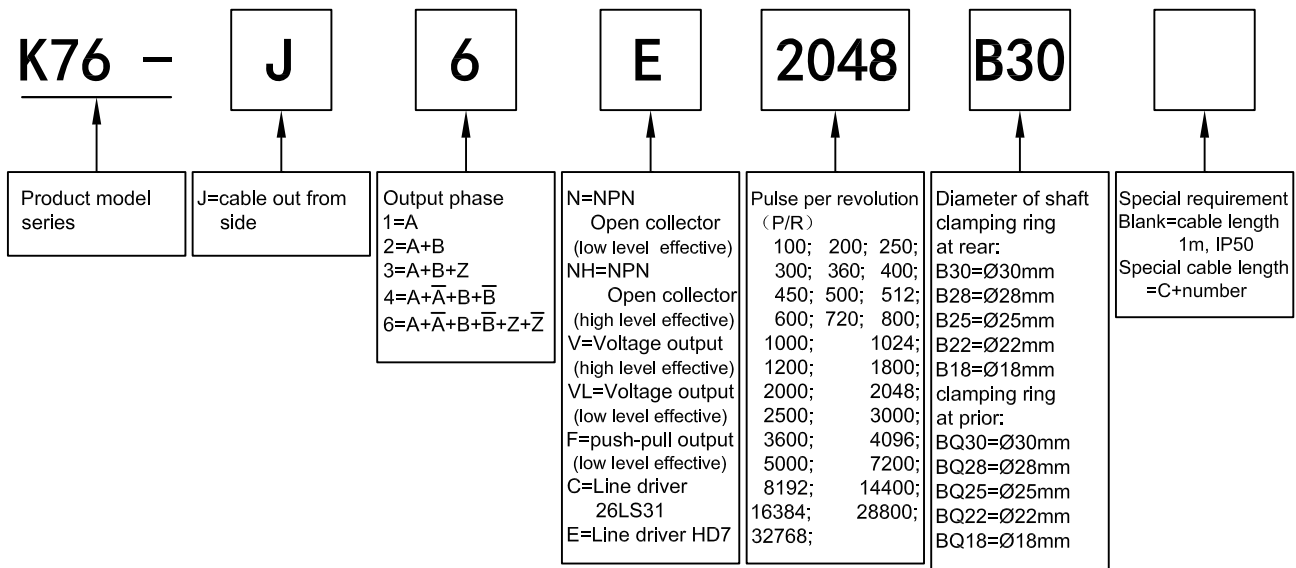 K76 - J 6 E 2048 B30
Product model
series
J=cable out from
side
Output phase
1=A
2=A+B
3=A+B+Z
4=A+A̅+B+B̅
6=A+A̅+B+B̅+Z+Z̅
N=NPN
Open collector
(low level effective)
NH=NPN
Open collector
(high level effective)
V=Voltage output
(high level effective)
VL=Voltage output
(low level effective)
F=push-pull output
(low level effective)
C=Line driver
26LS31
E=Line driver HD7
Pulse per revolution
（P/R）
100; 200; 250;
300; 360; 400;
450; 500; 512;
600; 720; 800;
1000; 1024;
1200; 1800;
2000; 2048;
2500; 3000;
3600; 4096;
5000; 7200;
8192; 14400;
16384; 28800;
32768;
Diameter of shaft
clamping ring
at rear:
B30=Ø30mm
B28=Ø28mm
B25=Ø25mm
B22=Ø22mm
B18=Ø18mm
clamping ring
at prior:
BQ30=Ø30mm
BQ28=Ø28mm
BQ25=Ø25mm
BQ22=Ø22mm
BQ18=Ø18mm
Special requirement
Blank=cable length
1m, IP50
Special cable length
=C+number